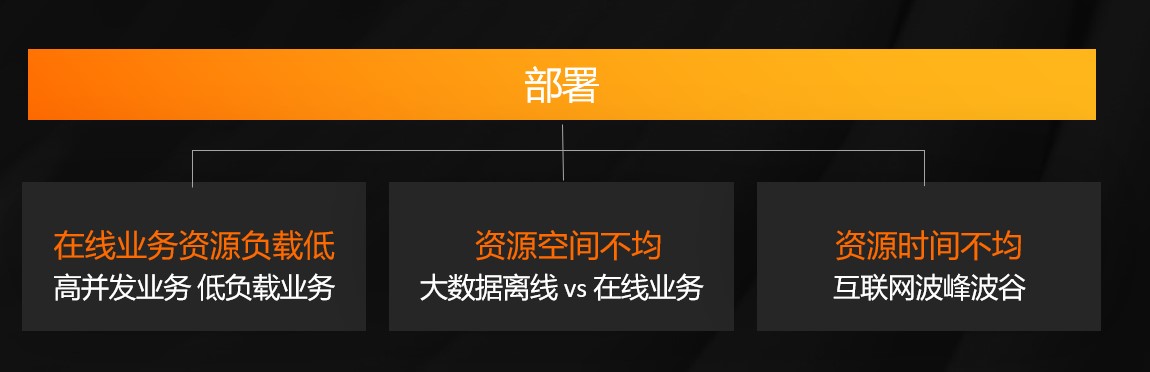 部署
在线业务资源负载低
高并发业务 低负载业务
资源空间不均
大数据离线 vs 在线业务
资源时间不均
互联网波峰波谷